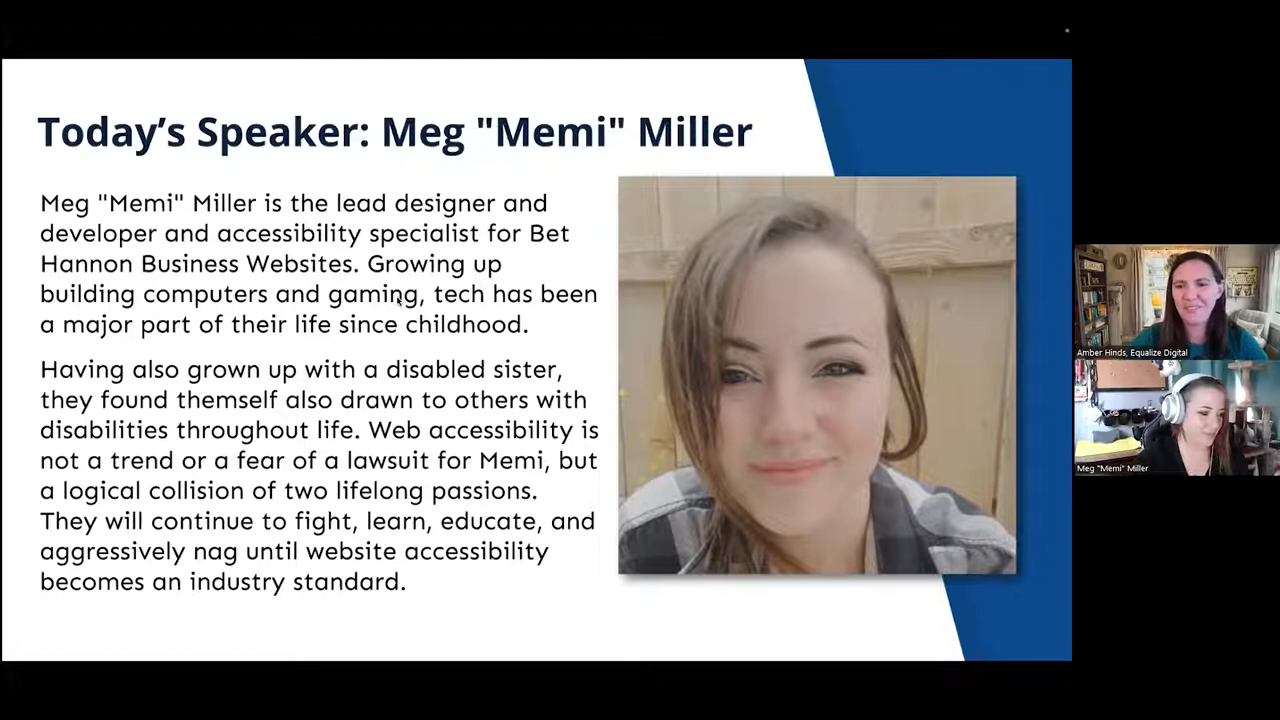 Today’s Speaker: Meg "Memi" Miller
Meg "Memi" Miller is the lead designer and
developer and accessibility specialist for Bet
Hannon Business Websites. Growing up
building computers and gaming, tech has been
a major part of their life since childhood.
Having also grown up with a disabled sister,
they found themself also drawn to others with
disabilities throughout life. Web accessibility is
not a trend or a fear of a lawsuit for Memi, but
a logical collision of two lifelong passions.
They will continue to fight, learn, educate, and
aggressively nag until website accessibility
becomes an industry standard.
Amber Hinds, Equalize Digital
Meg "Memi" Miller